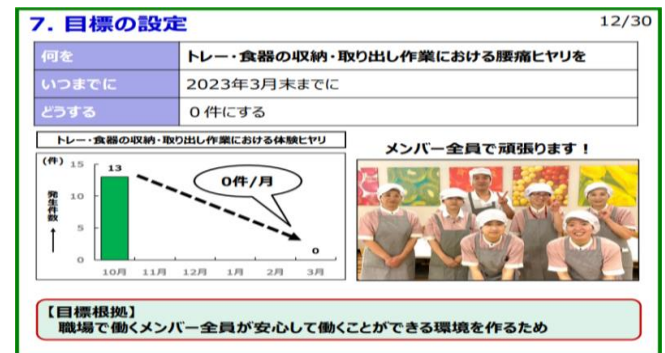 7. 目標の設定
12/30
何を トレー・食器の収納・取り出し作業における腰痛ヒヤリを
いつまでに 2023年3月末までに
どうする 0件にする
トレー・食器の収納・取り出し作業における体験ヒヤリ
(件)
15
10
5
0
発生件数→
13
0件/月
0
10月 11月 12月 1月 2月 3月
メンバー全員で頑張ります!
【目標根拠】
職場で働くメンバー全員が安心して働くことができる環境を作るため